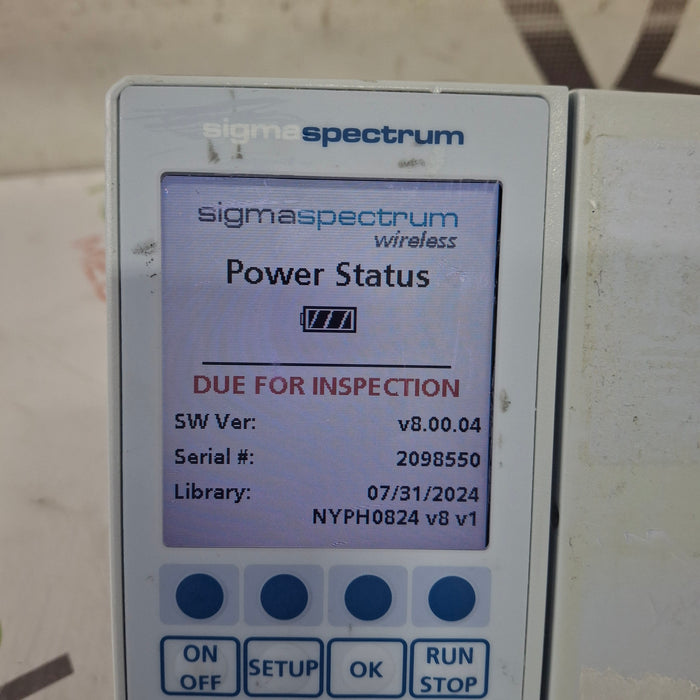 sigmaspectrum
sigmaspectrum
wireless
Power Status
DUE FOR INSPECTION
SW Ver: v8.00.04
Serial #: 2098550
Library: 07/31/2024
NYPH0824 v8 v1
ON OFF SETUP OK RUN STOP